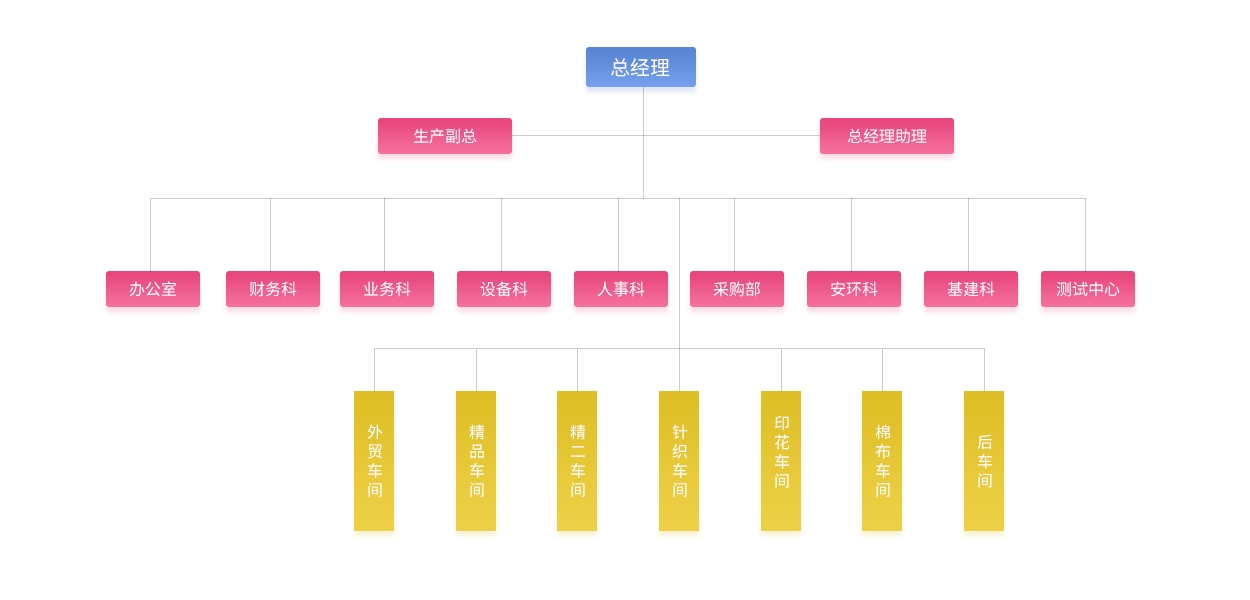 总经理
生产副总
总经理助理
办公室
财务科
业务科
设备科
人事科
采购部
安环科
基建科
测试中心
外贸车间
精品车间
精二车间
针织车间
印花车间
棉布车间
后车间